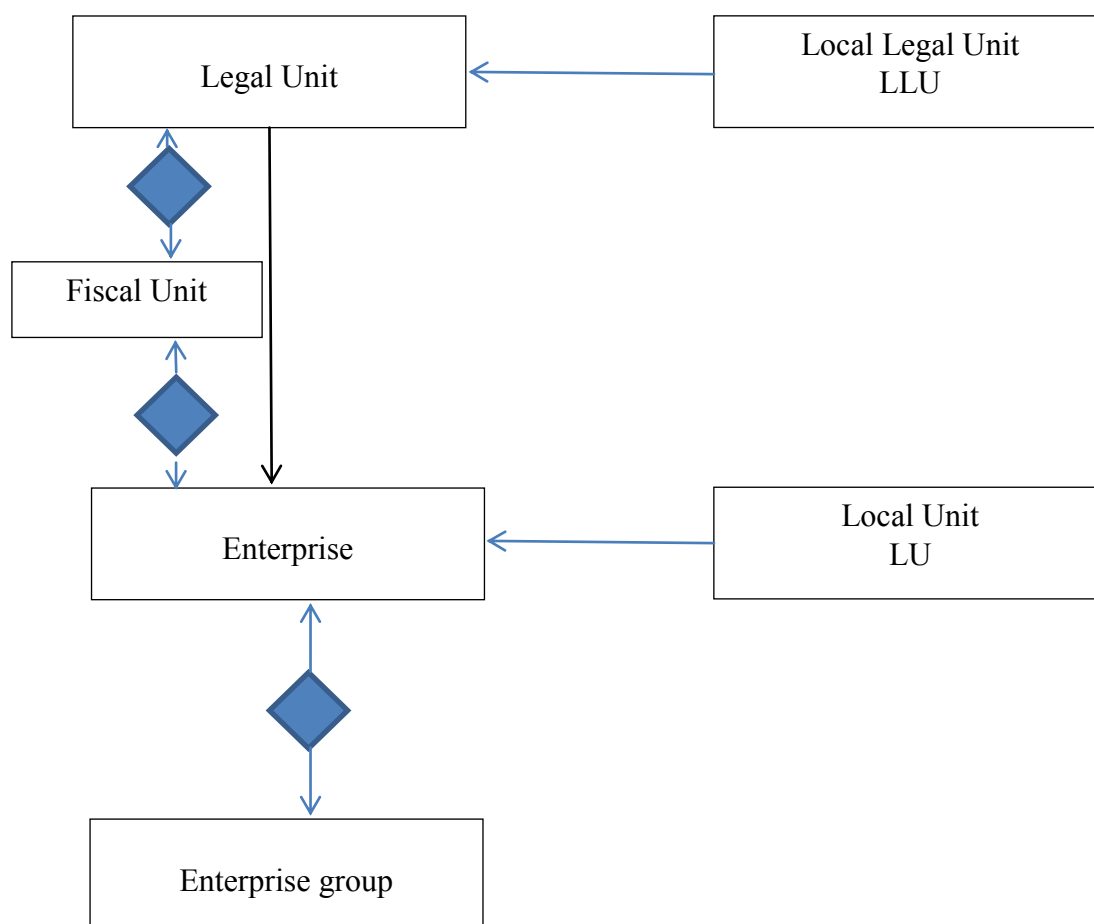 Legal Unit
Local Legal Unit
LLU
Fiscal Unit
Enterprise
Local Unit
LU
Enterprise group